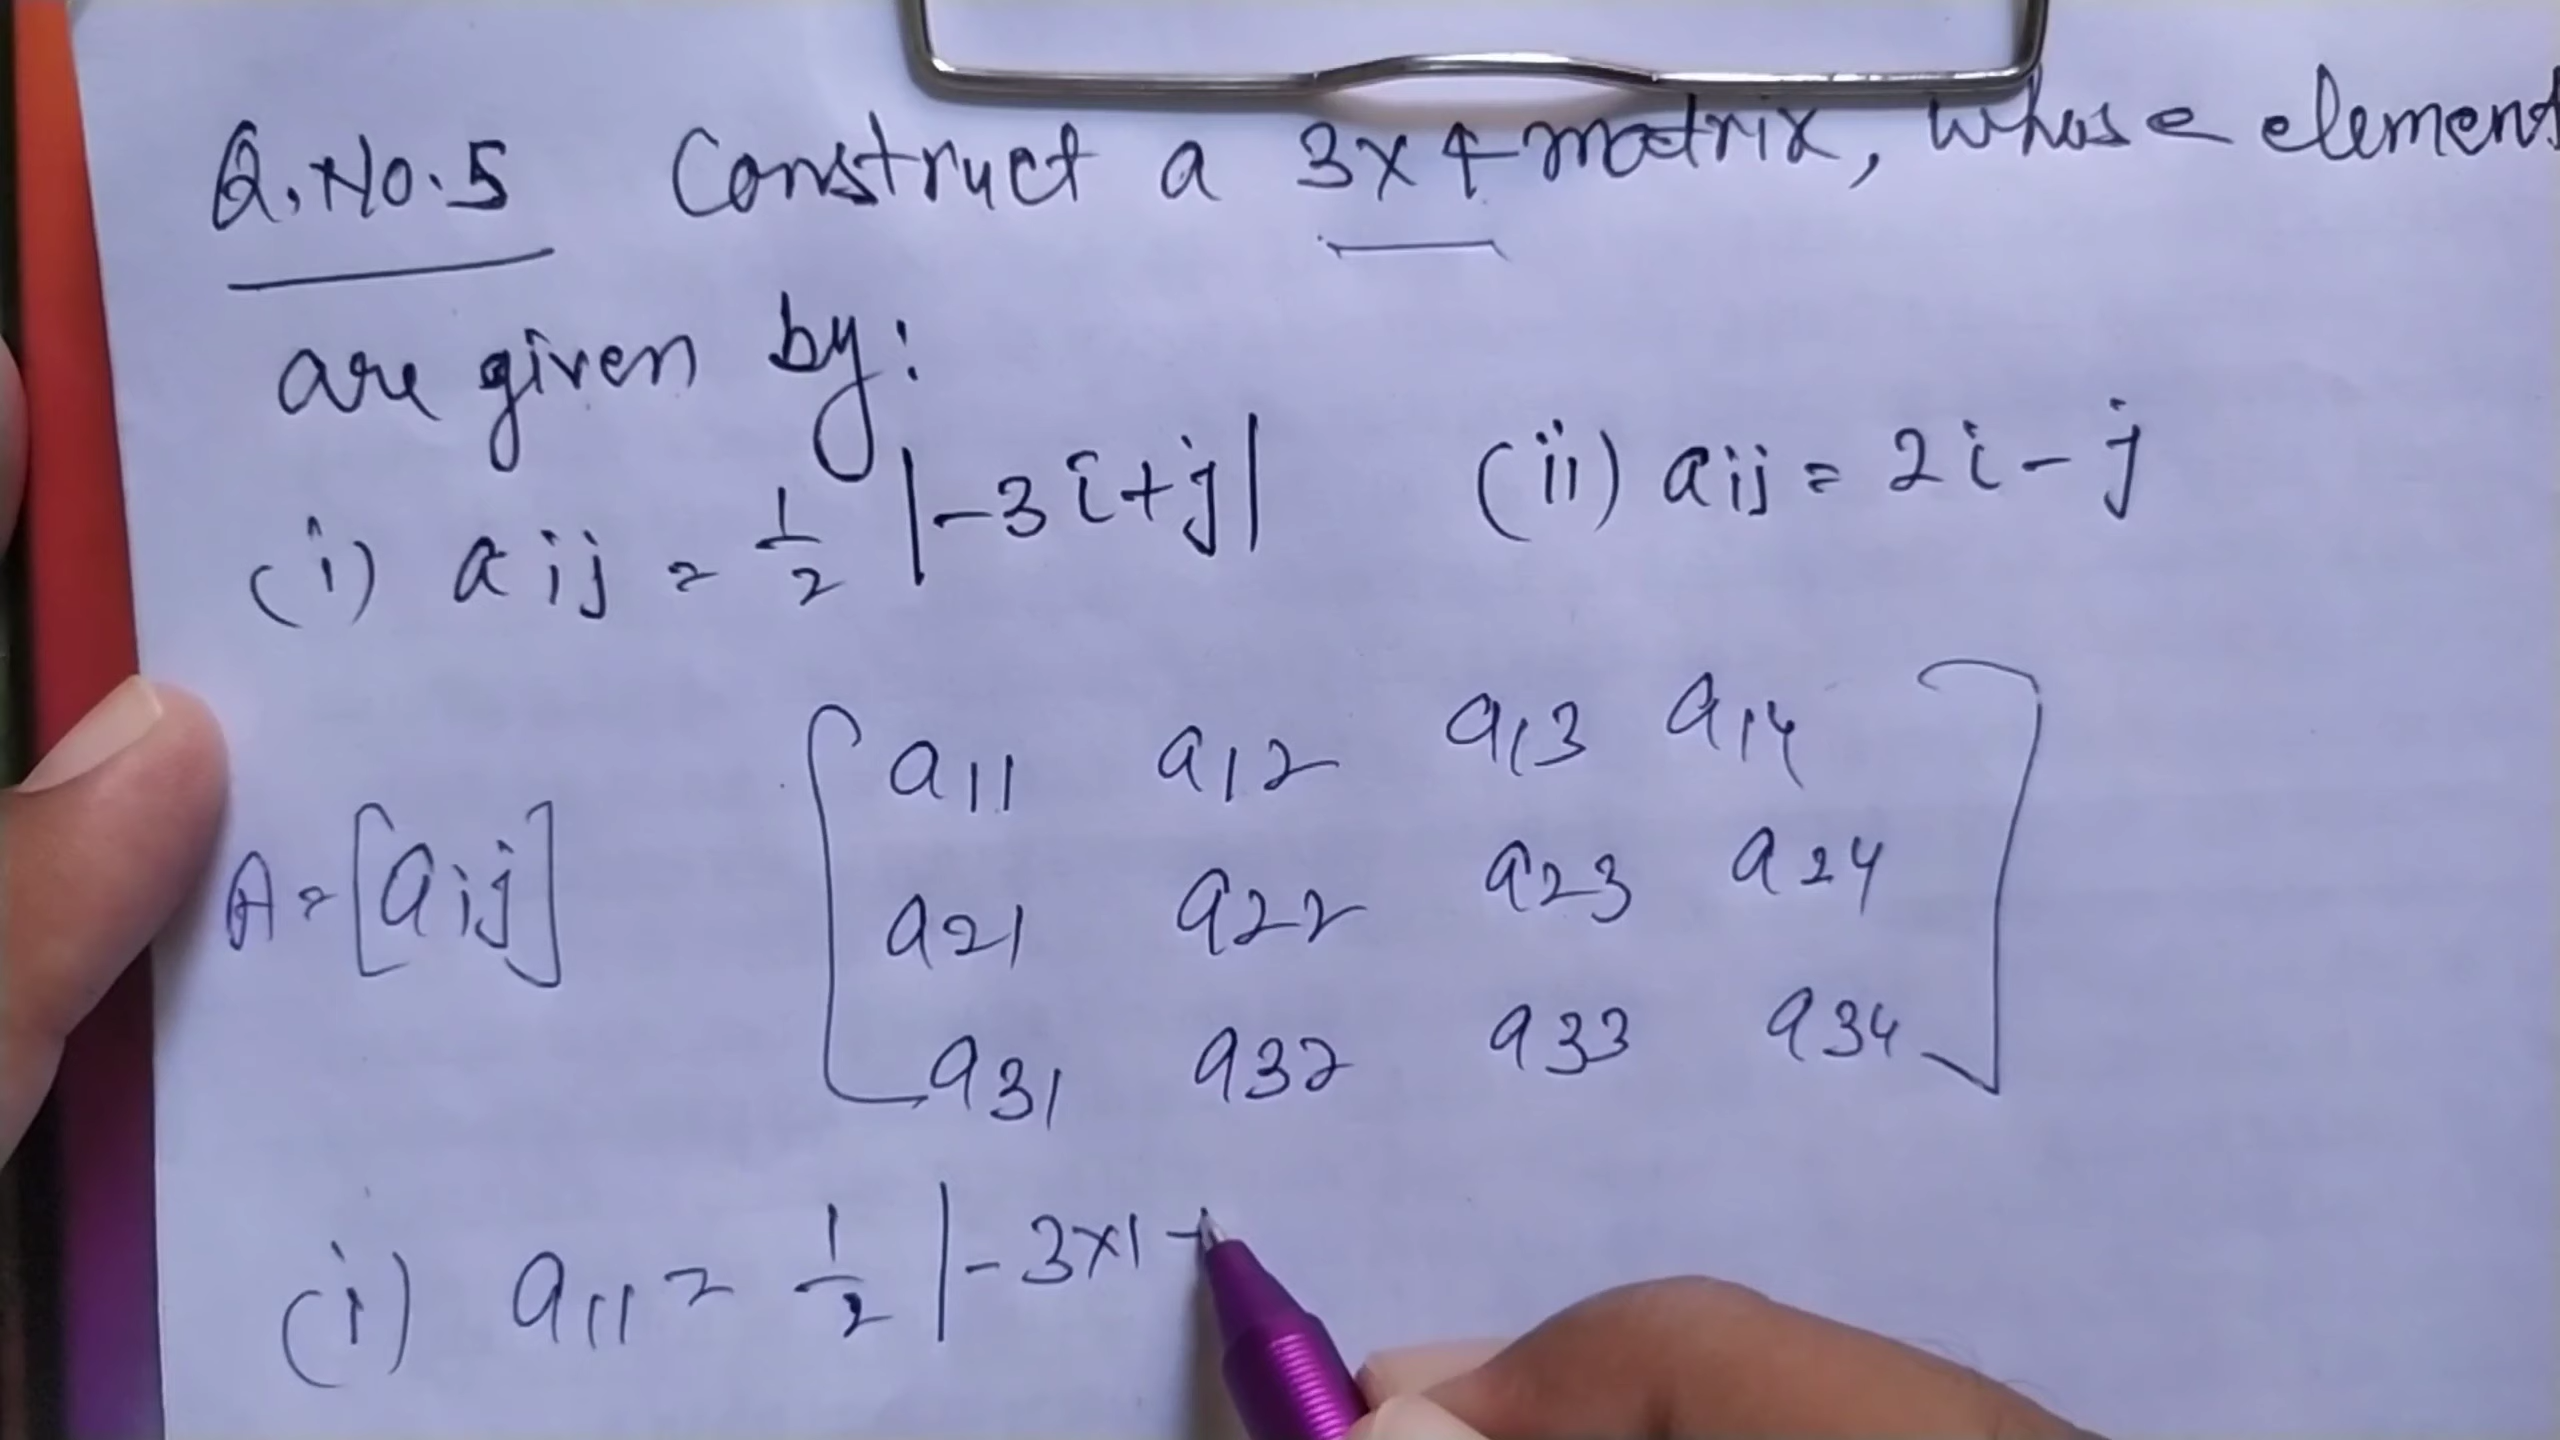 Q.No.5 Construct a 3x4 matrix, whose element
are given by:
(i) aij = 1/2 |-3i+j| (ii) aij = 2i-j
A = [aij] [a11 a12 a13 a14
a21 a22 a23 a24
a31 a32 a33 a34]
(i) a11 = 1/2 |-3x1 +